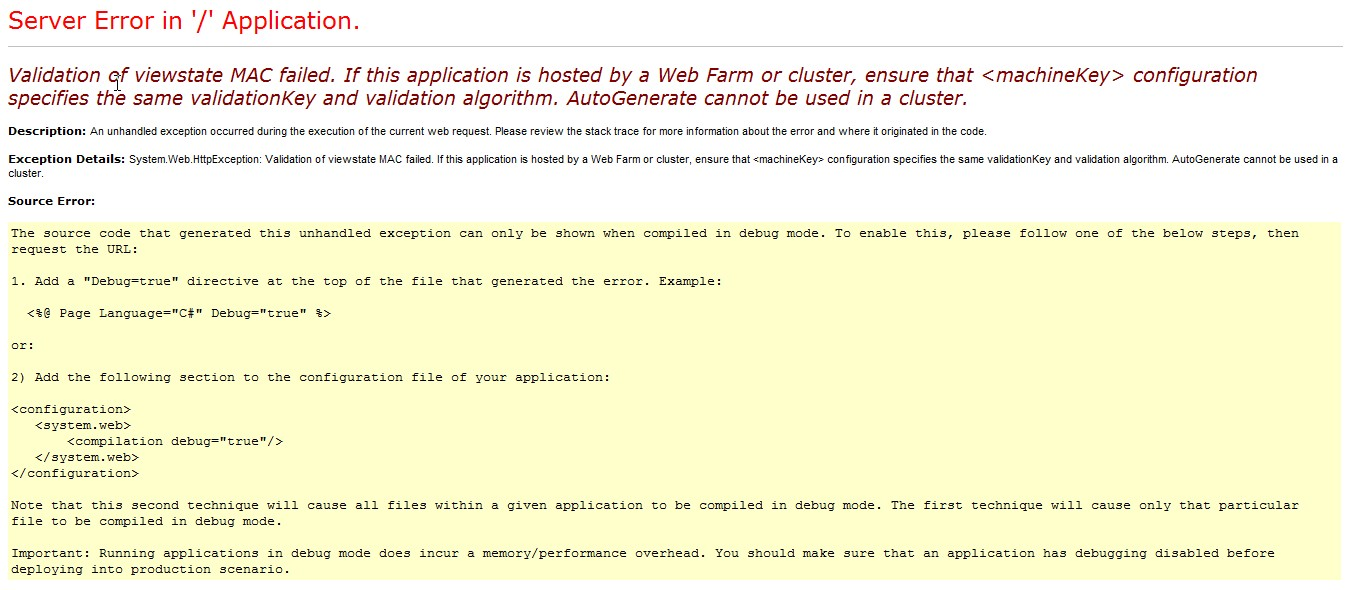 Server Error in '/' Application.
Validation of viewstate MAC failed. If this application is hosted by a Web Farm or cluster, ensure that <machineKey> configuration
specifies the same validationKey and validation algorithm. AutoGenerate cannot be used in a cluster.
Description: An unhandled exception occurred during the execution of the current web request. Please review the stack trace for more information about the error and where it originated in the code.
Exception Details: System.Web.HttpException: Validation of viewstate MAC failed. If this application is hosted by a Web Farm or cluster, ensure that <machineKey> configuration specifies the same validationKey and validation algorithm. AutoGenerate cannot be used in a
cluster.
Source Error:
The source code that generated this unhandled exception can only be shown when compiled in debug mode. To enable this, please follow one of the below steps, then
request the URL:
1. Add a "Debug=true" directive at the top of the file that generated the error. Example:
<%@ Page Language="C#" Debug="true" %>
or:
2) Add the following section to the configuration file of your application:
<configuration>
<system.web>
<compilation debug="true"/>
</system.web>
</configuration>
Note that this second technique will cause all files within a given application to be compiled in debug mode. The first technique will cause only that particular
file to be compiled in debug mode.
Important: Running applications in debug mode does incur a memory/performance overhead. You should make sure that an application has debugging disabled before
deploying into production scenario.